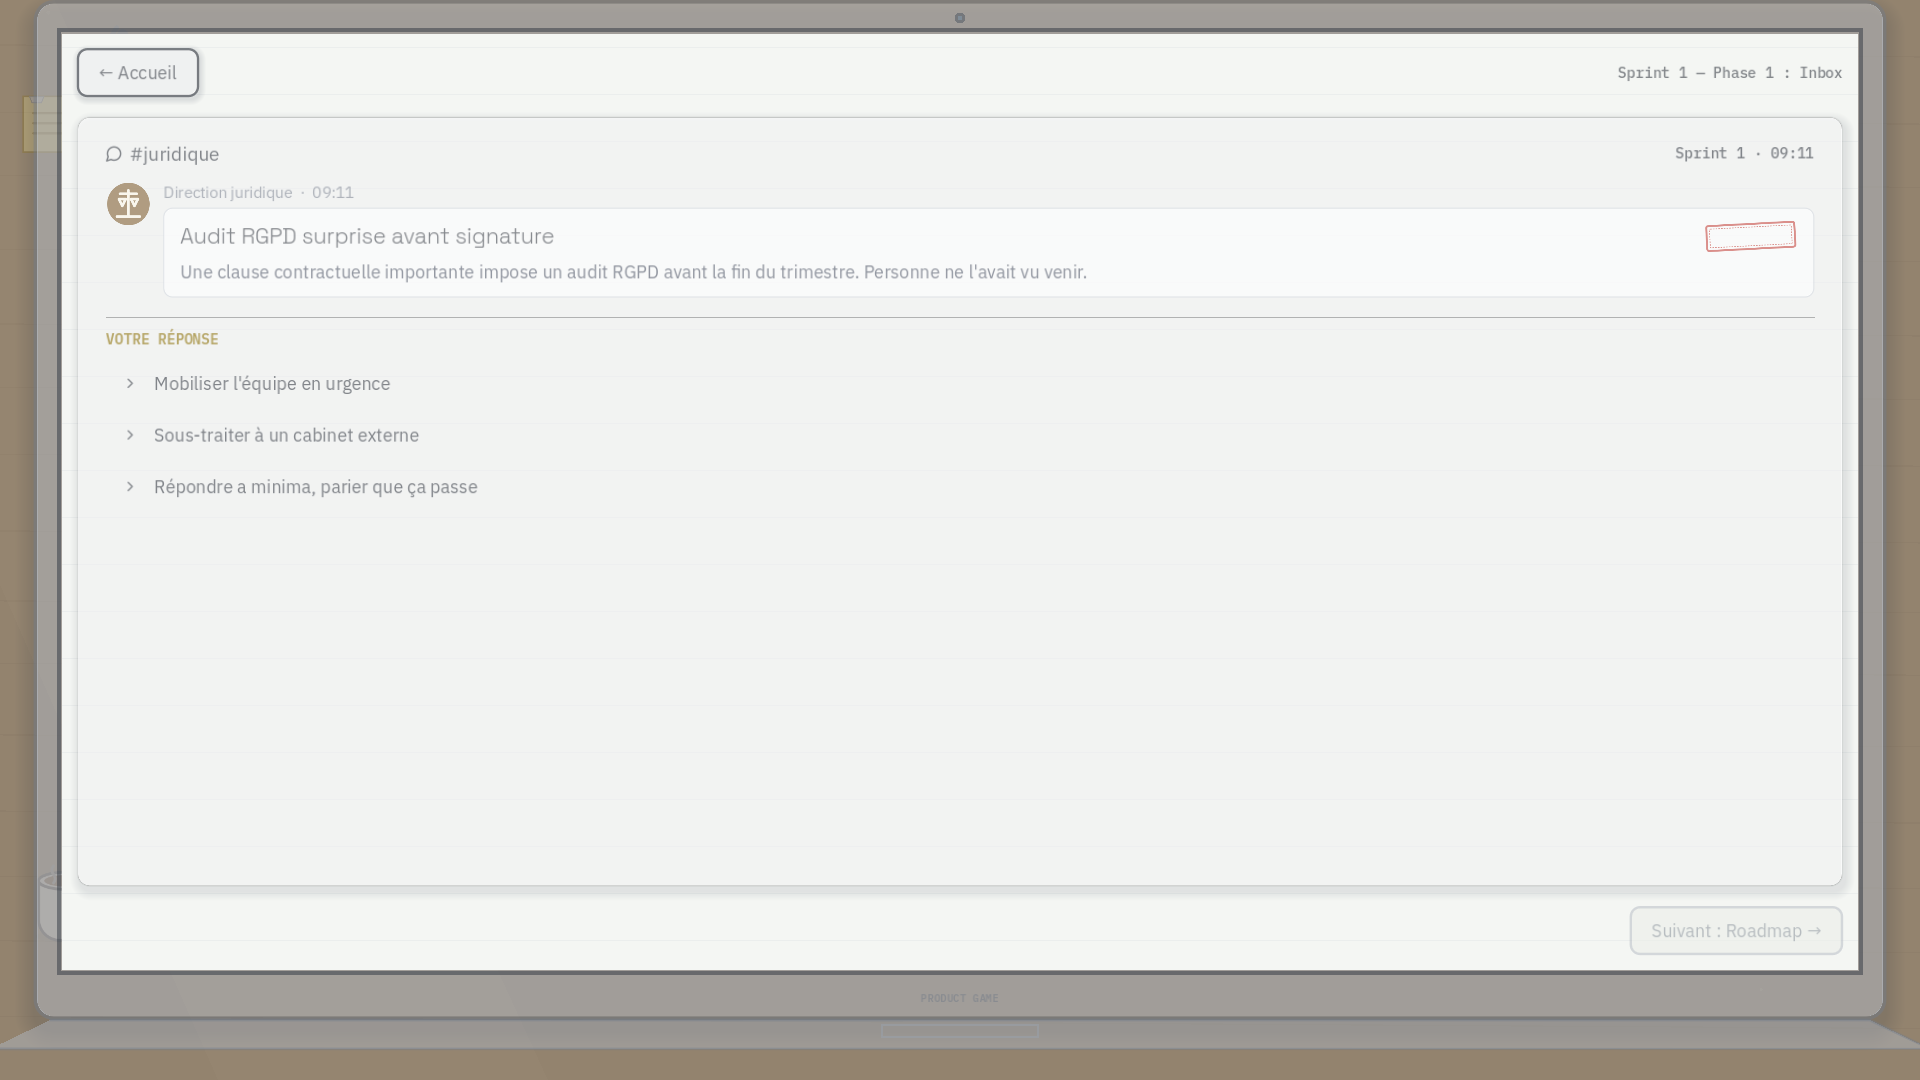 ← Accueil
Sprint 1 — Phase 1 : Inbox
#juridique
Sprint 1 · 09:11
Direction juridique · 09:11
Audit RGPD surprise avant signature
Une clause contractuelle importante impose un audit RGPD avant la fin du trimestre. Personne ne l'avait vu venir.
VOTRE RÉPONSE
Mobiliser l'équipe en urgence
Sous-traiter à un cabinet externe
Répondre a minima, parier que ça passe
Suivant : Roadmap →
PRODUCT GAME